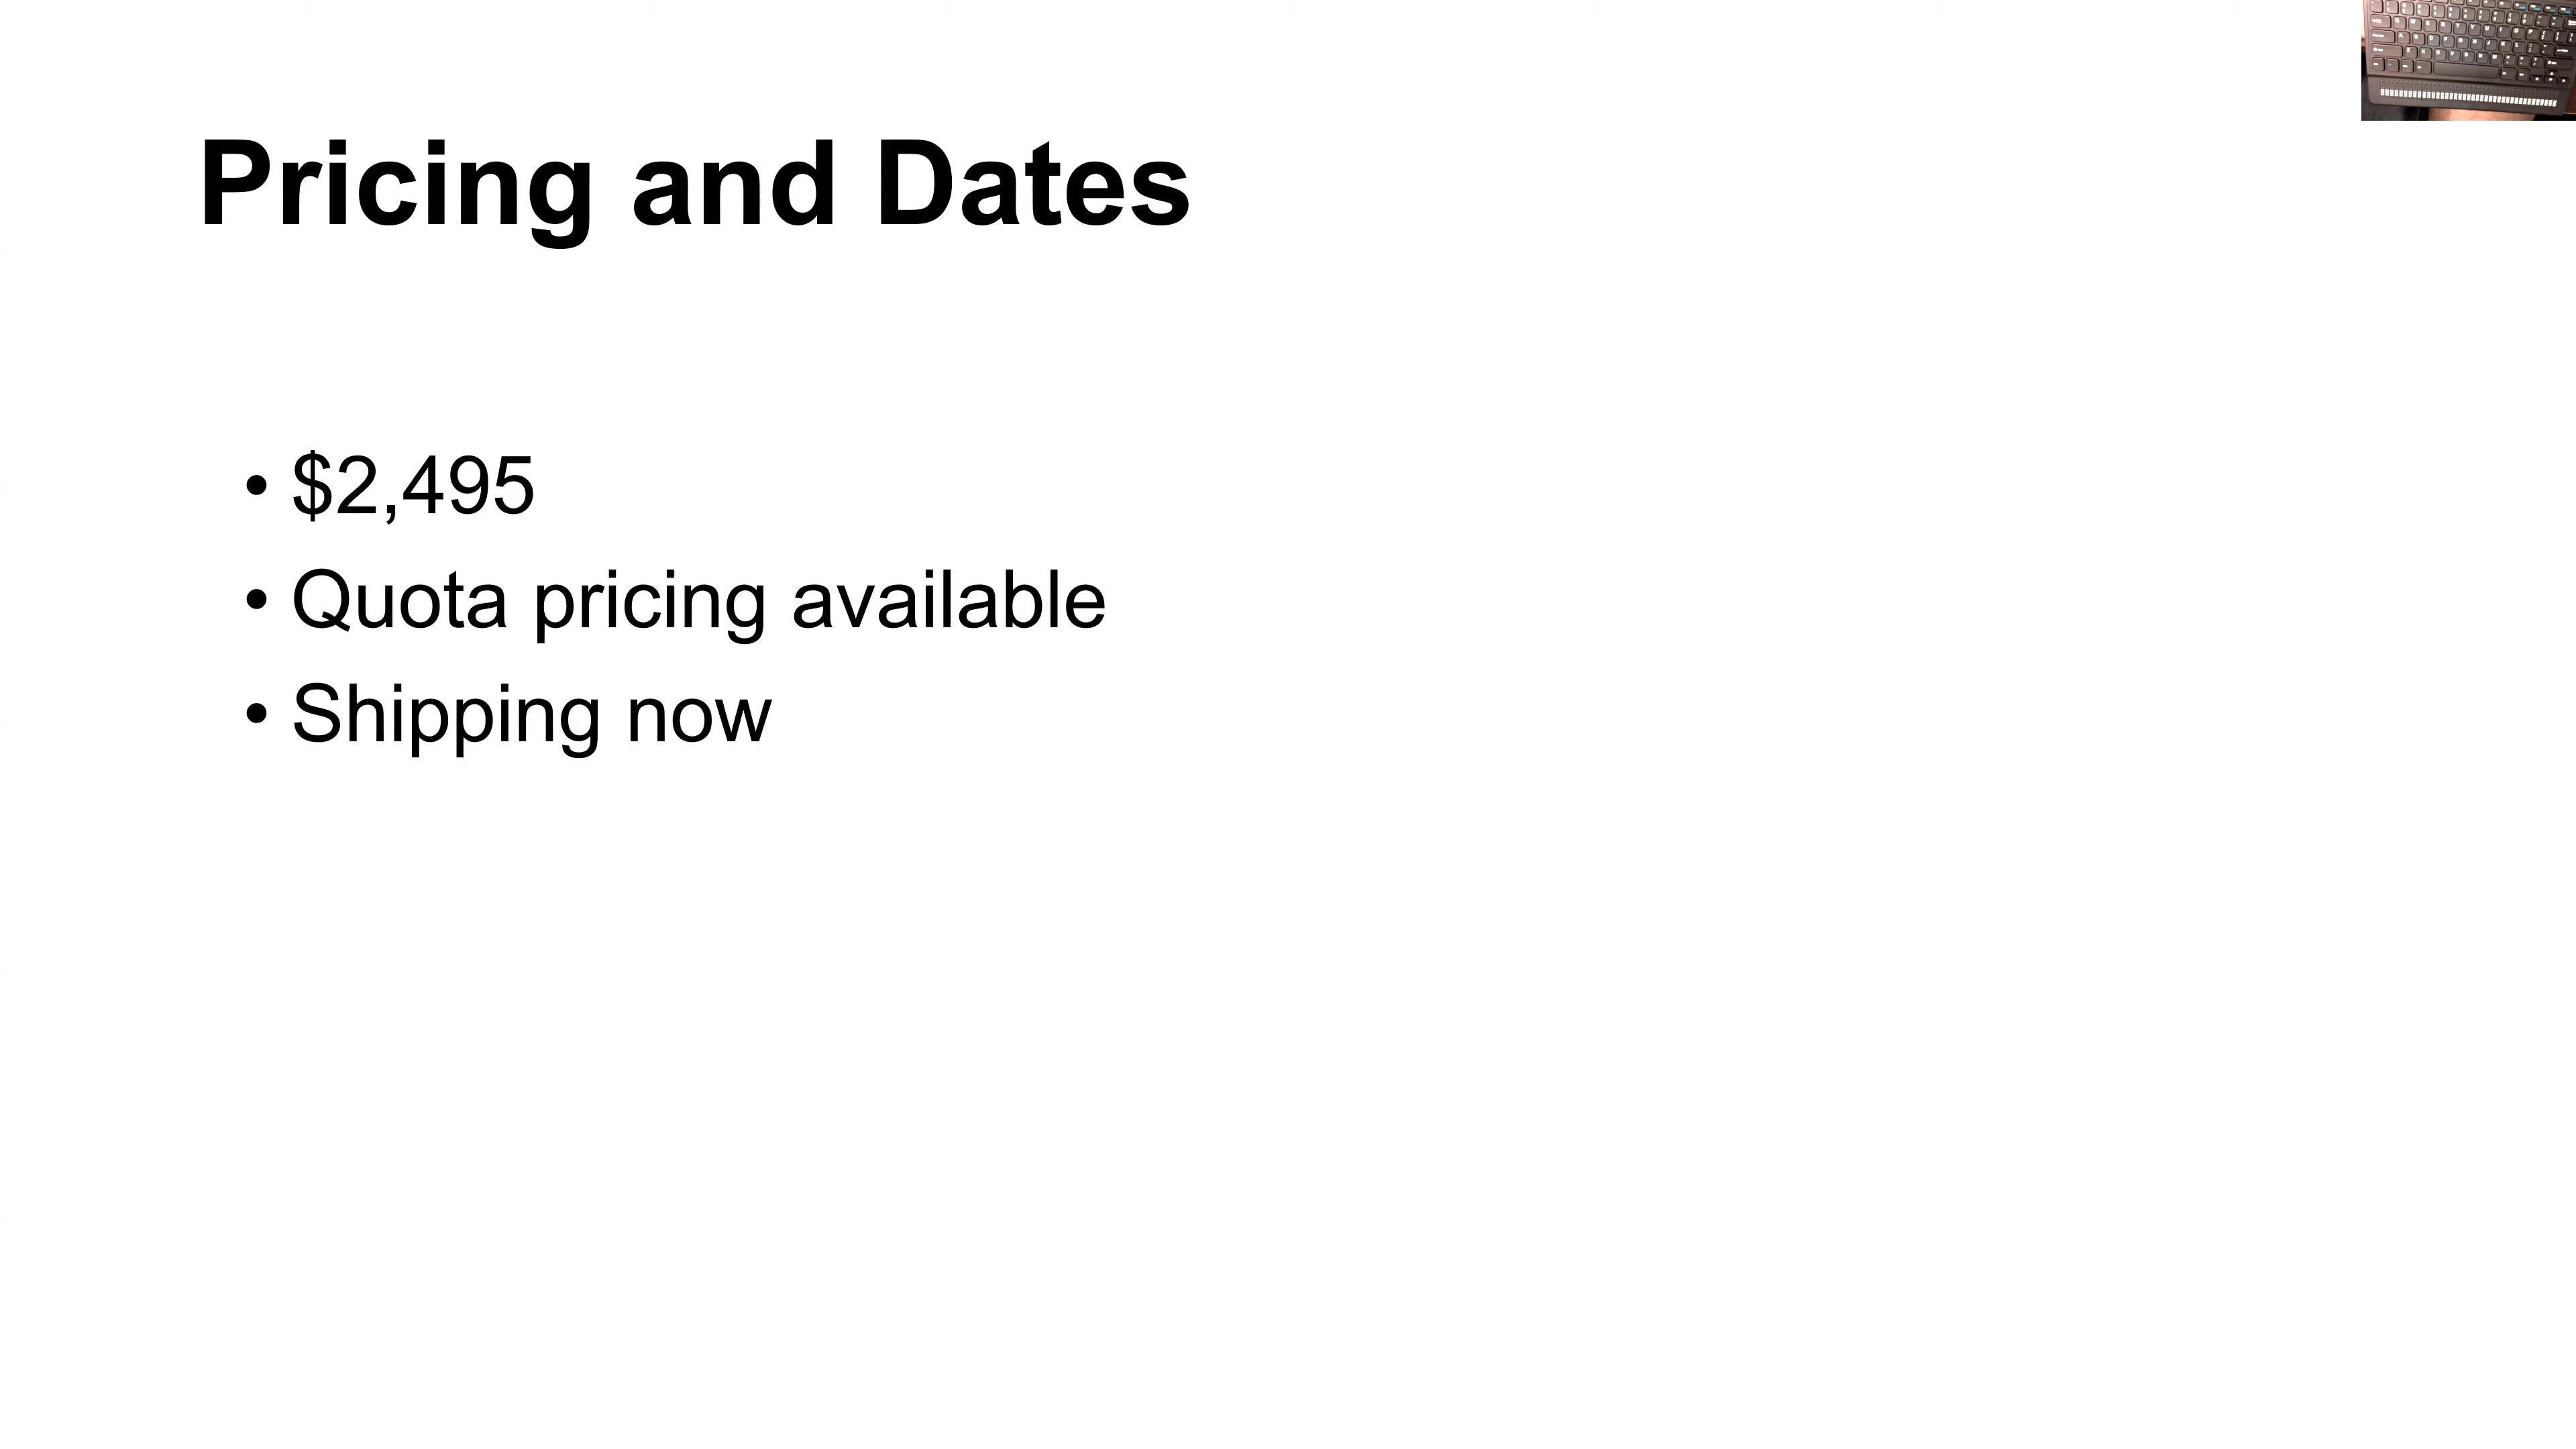 Pricing and Dates
• $2,495
• Quota pricing available
• Shipping now